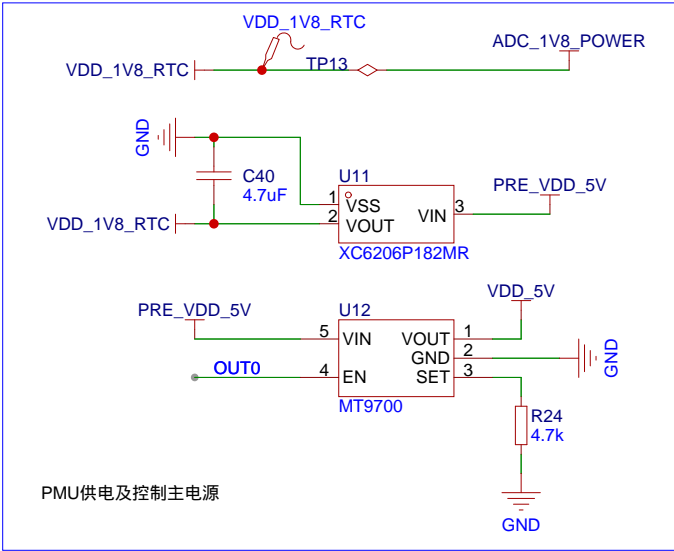 VDD_1V8_RTC
ADC_1V8_POWER
VDD_1V8_RTC
TP13
GND
C40
4.7uF
U11
PRE_VDD_5V
1
VSS
2
VOUT
VIN
3
VDD_1V8_RTC
XC6206P182MR
PRE_VDD_5V
U12
VDD_5V
5
VIN
VOUT
1
GND
2
GND
OUT0
4
EN
SET
3
MT9700
R24
4.7k
PMU供电及控制主电源
GND